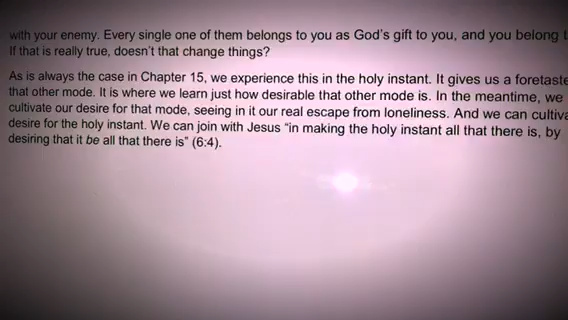 with your enemy. Every single one of them belongs to you as God's gift to you, and you belong
If that is really true, doesn't that change things?
As is always the case in Chapter 15, we experience this in the holy instant. It gives us a foretaste
that other mode. It is where we learn just how desirable that other mode is. In the meantime, we
cultivate our desire for that mode, seeing in it our real escape from loneliness. And we can
desire for the holy instant. We can join with Jesus “in making the holy instant all that there is, by
desiring that it be all that there is” (6:4).